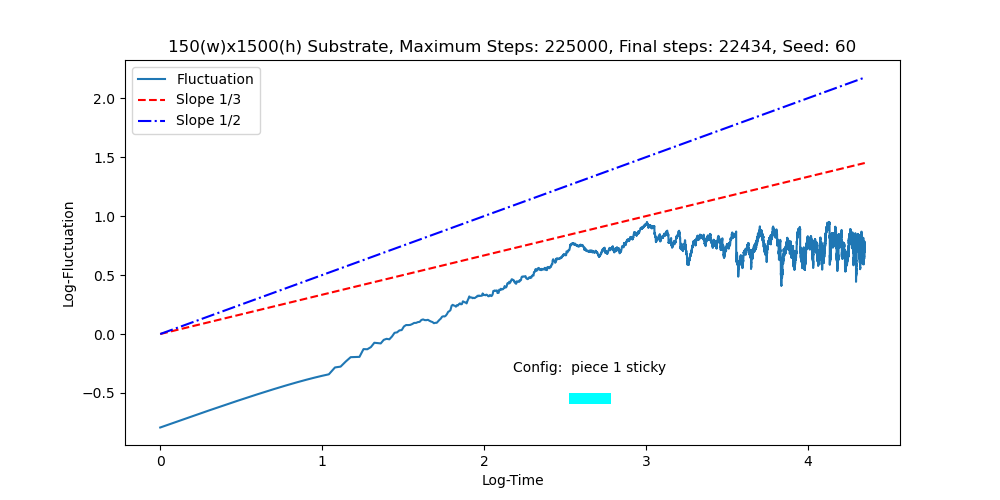 150(w)x1500(h) Substrate, Maximum Steps: 225000, Final steps: 22434, Seed: 60
Fluctuation
Slope 1/3
Slope 1/2
2.0
1.5
1.0
0.5
0.0
−0.5
Log-Fluctuation
Config:  piece 1 sticky
0
1
2
3
4
Log-Time